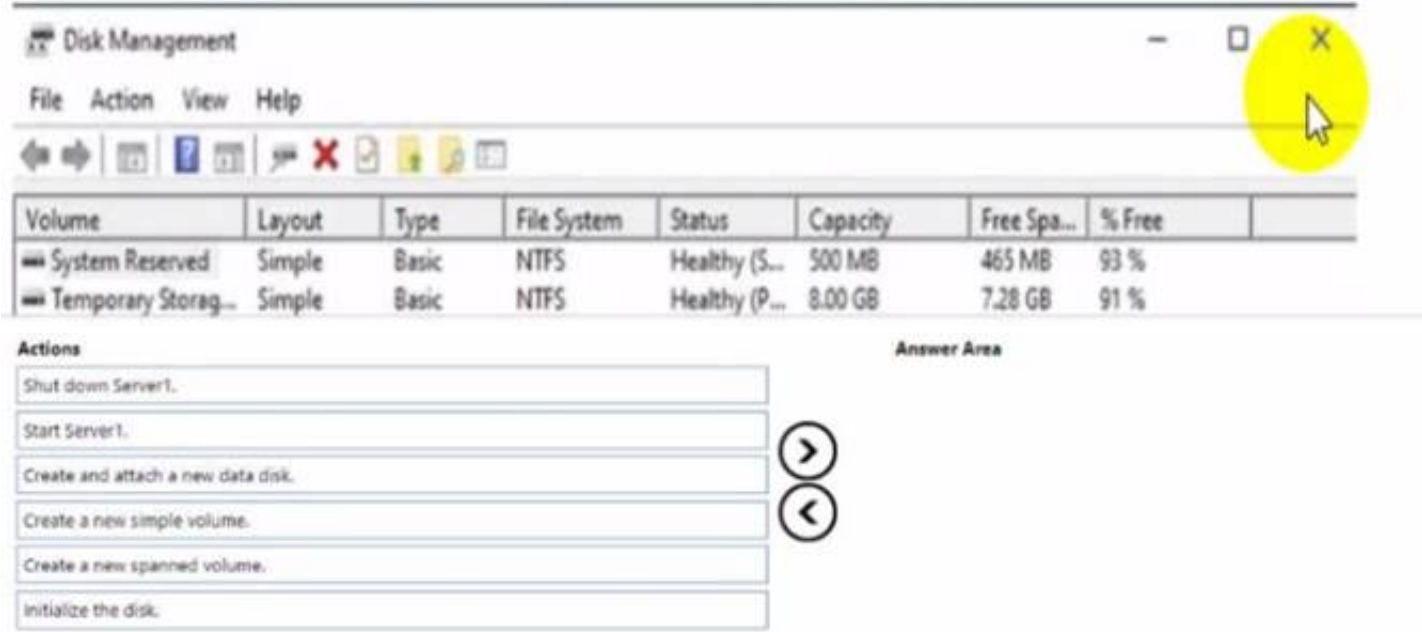 Disk Management
File Action View Help
Volume Layout Type File System Status Capacity Free Spa... % Free
System Reserved Simple Basic NTFS Healthy (S... 500 MB 465 MB 93 %
Temporary Storag... Simple Basic NTFS Healthy (P... 8.00 GB 7.28 GB 91 %
Actions
Answer Area
Shut down Server1.
Start Server1.
Create and attach a new data disk.
Create a new simple volume.
Create a new spanned volume.
Initialize the disk.